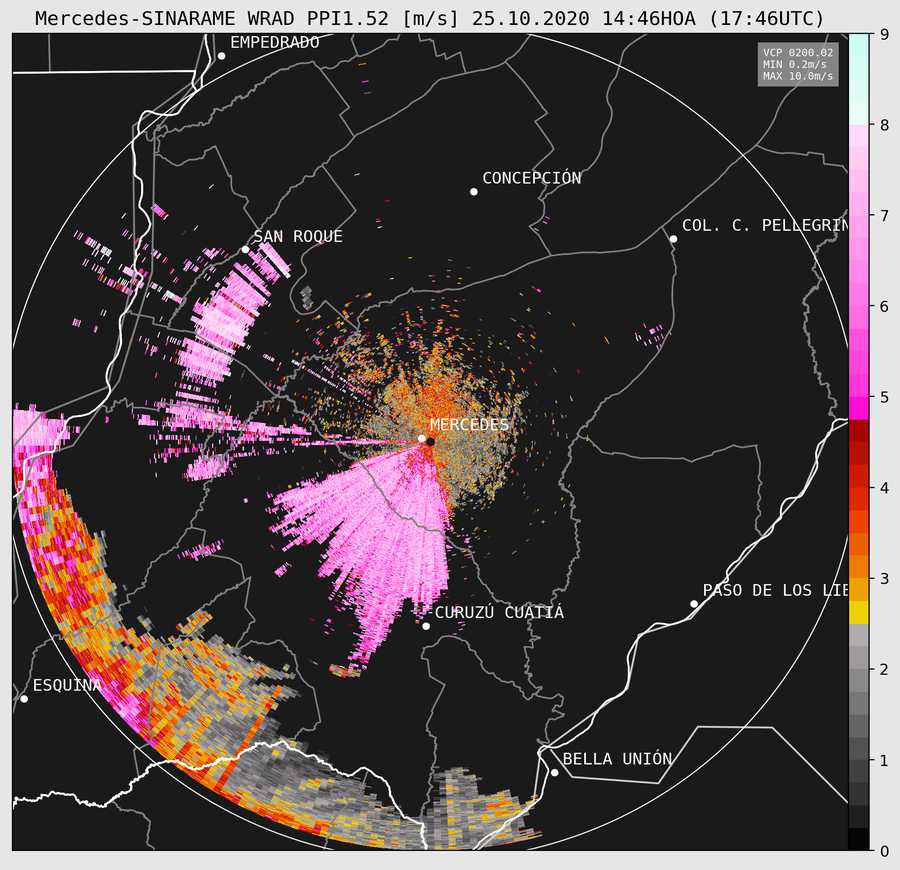 Mercedes-SINARAME WRAD PPI1.52 [m/s] 25.10.2020 14:46HOA (17:46UTC)
EMPEDRADO
VCP 0200.02
MIN 0.2m/s
MAX 10.0m/s
CONCEPCIÓN
COL. C. PELLEGRIN
SAN ROQUE
MERCEDES
PASO DE LOS LIE
CURUZÚ CUATIÁ
ESQUINA
BELLA UNIÓN
9
8
7
6
5
4
3
2
1
0